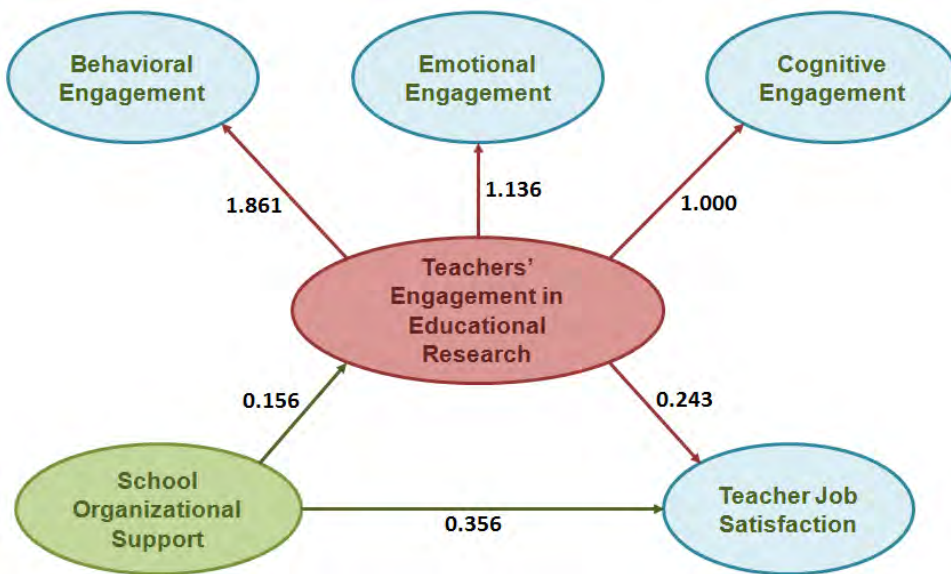 Behavioral
Engagement
Emotional
Engagement
Cognitive
Engagement
1.861
1.136
1.000
Teachers'
Engagement in
Educational
Research
0.156
0.243
School
Organizational
Support
0.356
Teacher Job
Satisfaction